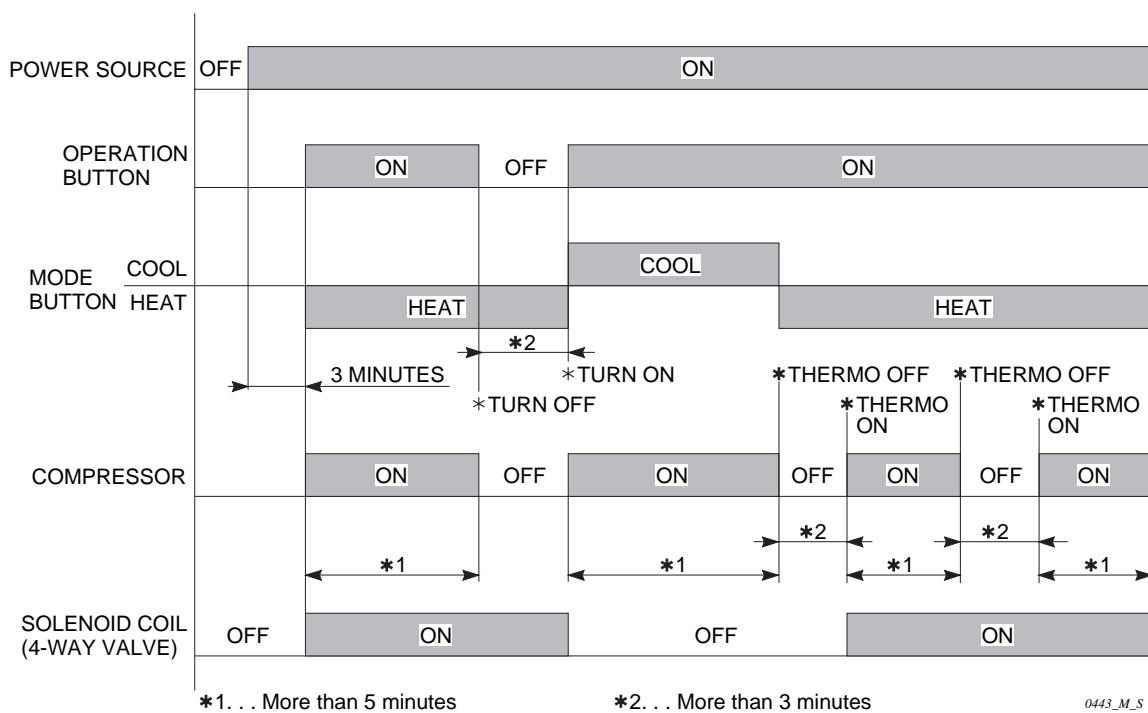 POWER SOURCE OFF ON
OPERATION
BUTTON
ON OFF ON
MODE
BUTTON
COOL
HEAT
COOL
HEAT HEAT
✱2
3 MINUTES
✱TURN ON
✱TURN OFF
✱THERMO OFF
✱THERMO
ON
✱THERMO OFF
✱THERMO
ON
COMPRESSOR ON OFF ON OFF ON OFF ON
✱2 ✱2
✱1 ✱1 ✱1 ✱1
SOLENOID COIL
(4-WAY VALVE)
OFF ON OFF ON
✱1. . . More than 5 minutes ✱2. . . More than 3 minutes
0443_M_S